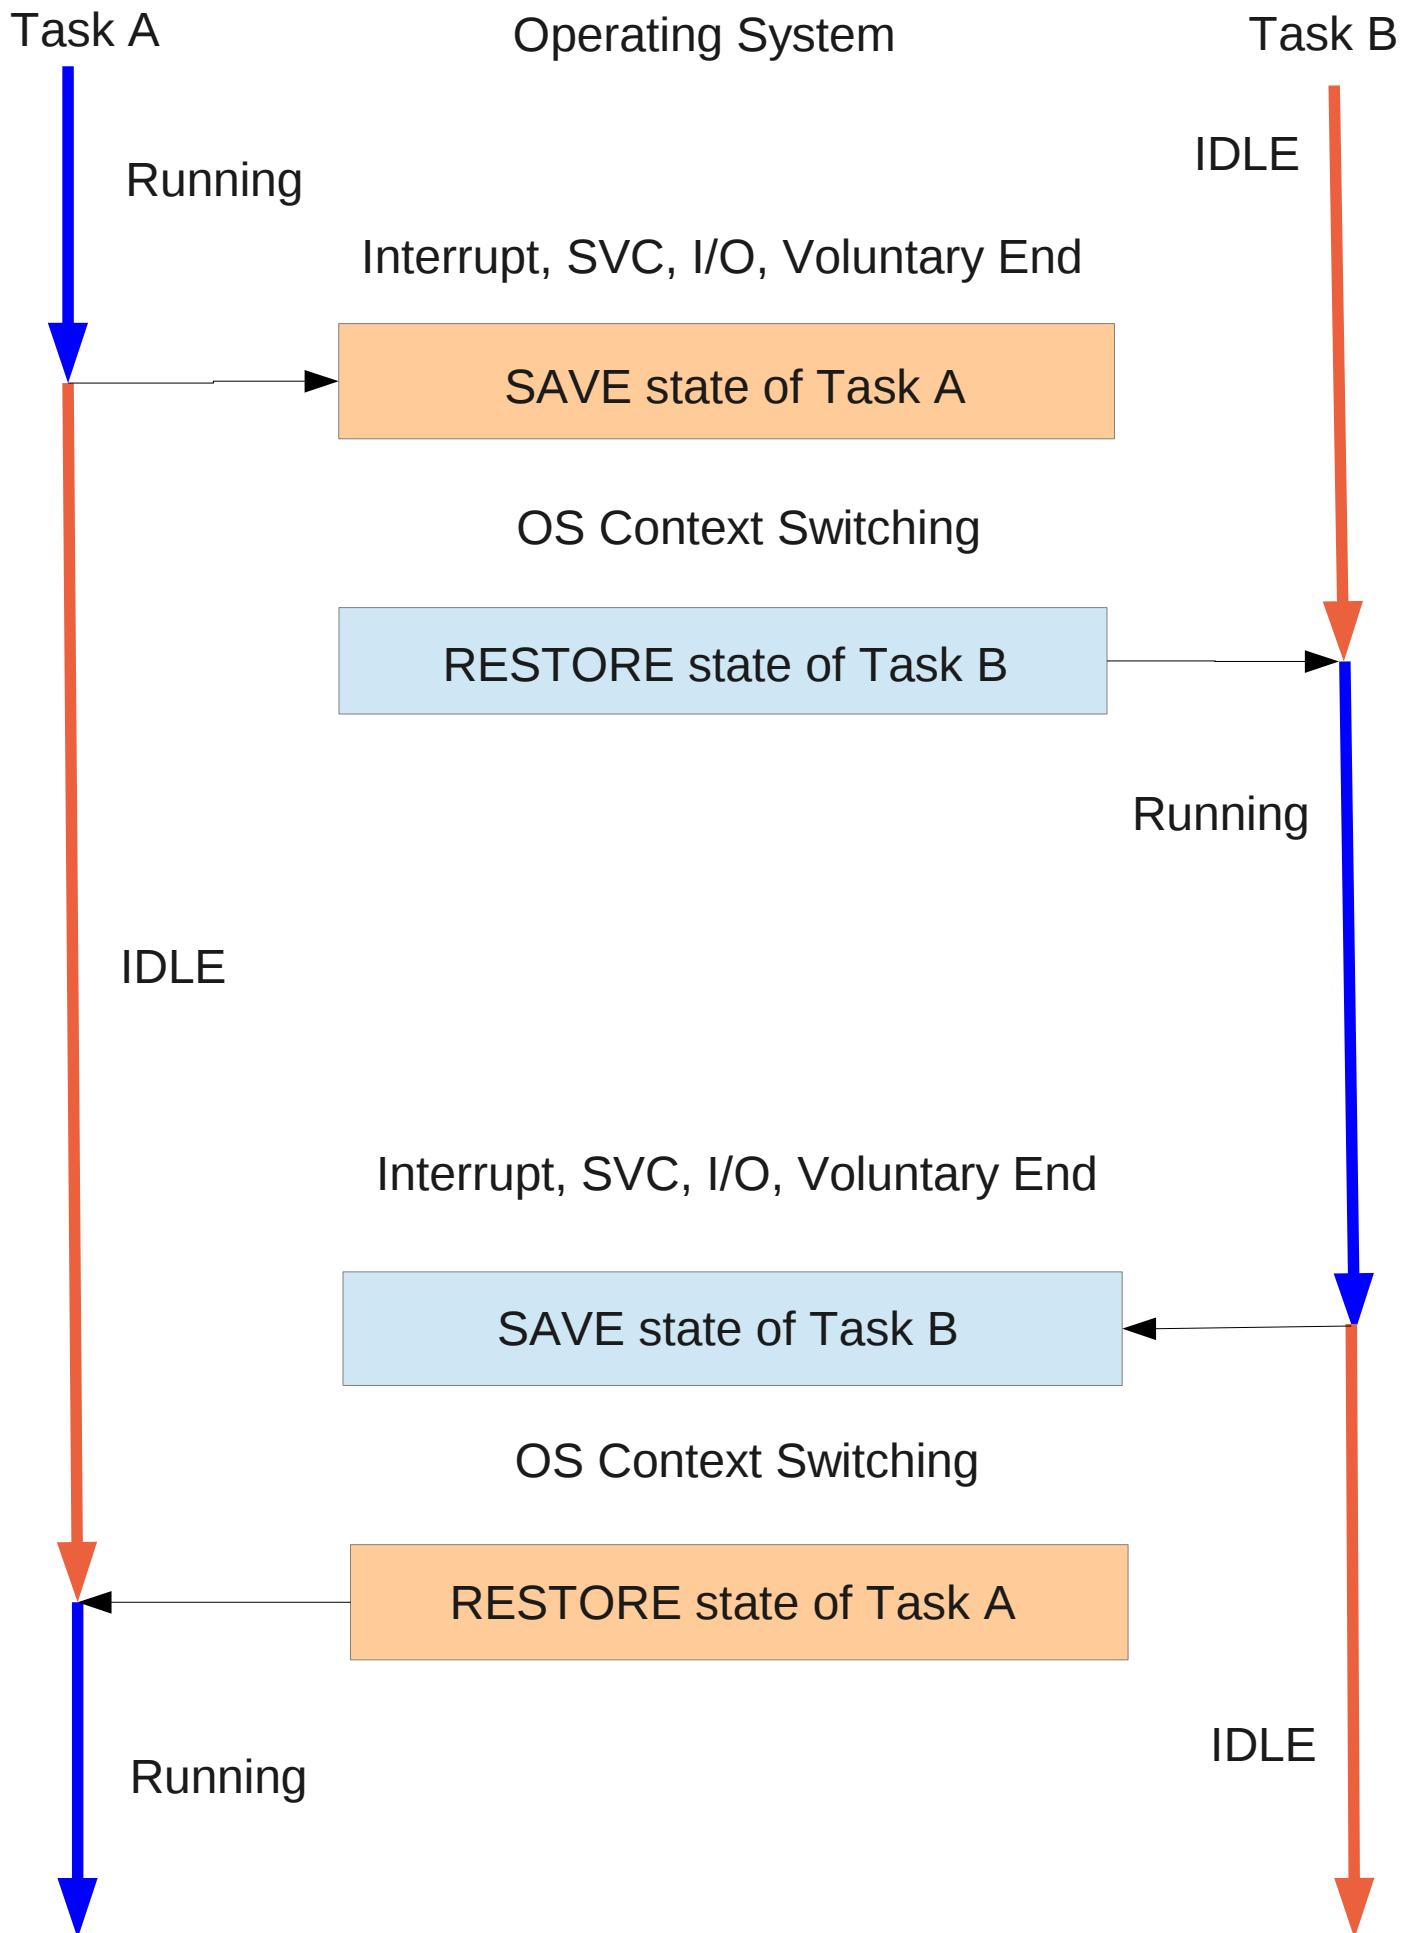 Task A
Operating System
Task B
IDLE
Running
Interrupt, SVC, I/O, Voluntary End
SAVE state of Task A
OS Context Switching
RESTORE state of Task B
Running
IDLE
Interrupt, SVC, I/O, Voluntary End
SAVE state of Task B
OS Context Switching
RESTORE state of Task A
IDLE
Running